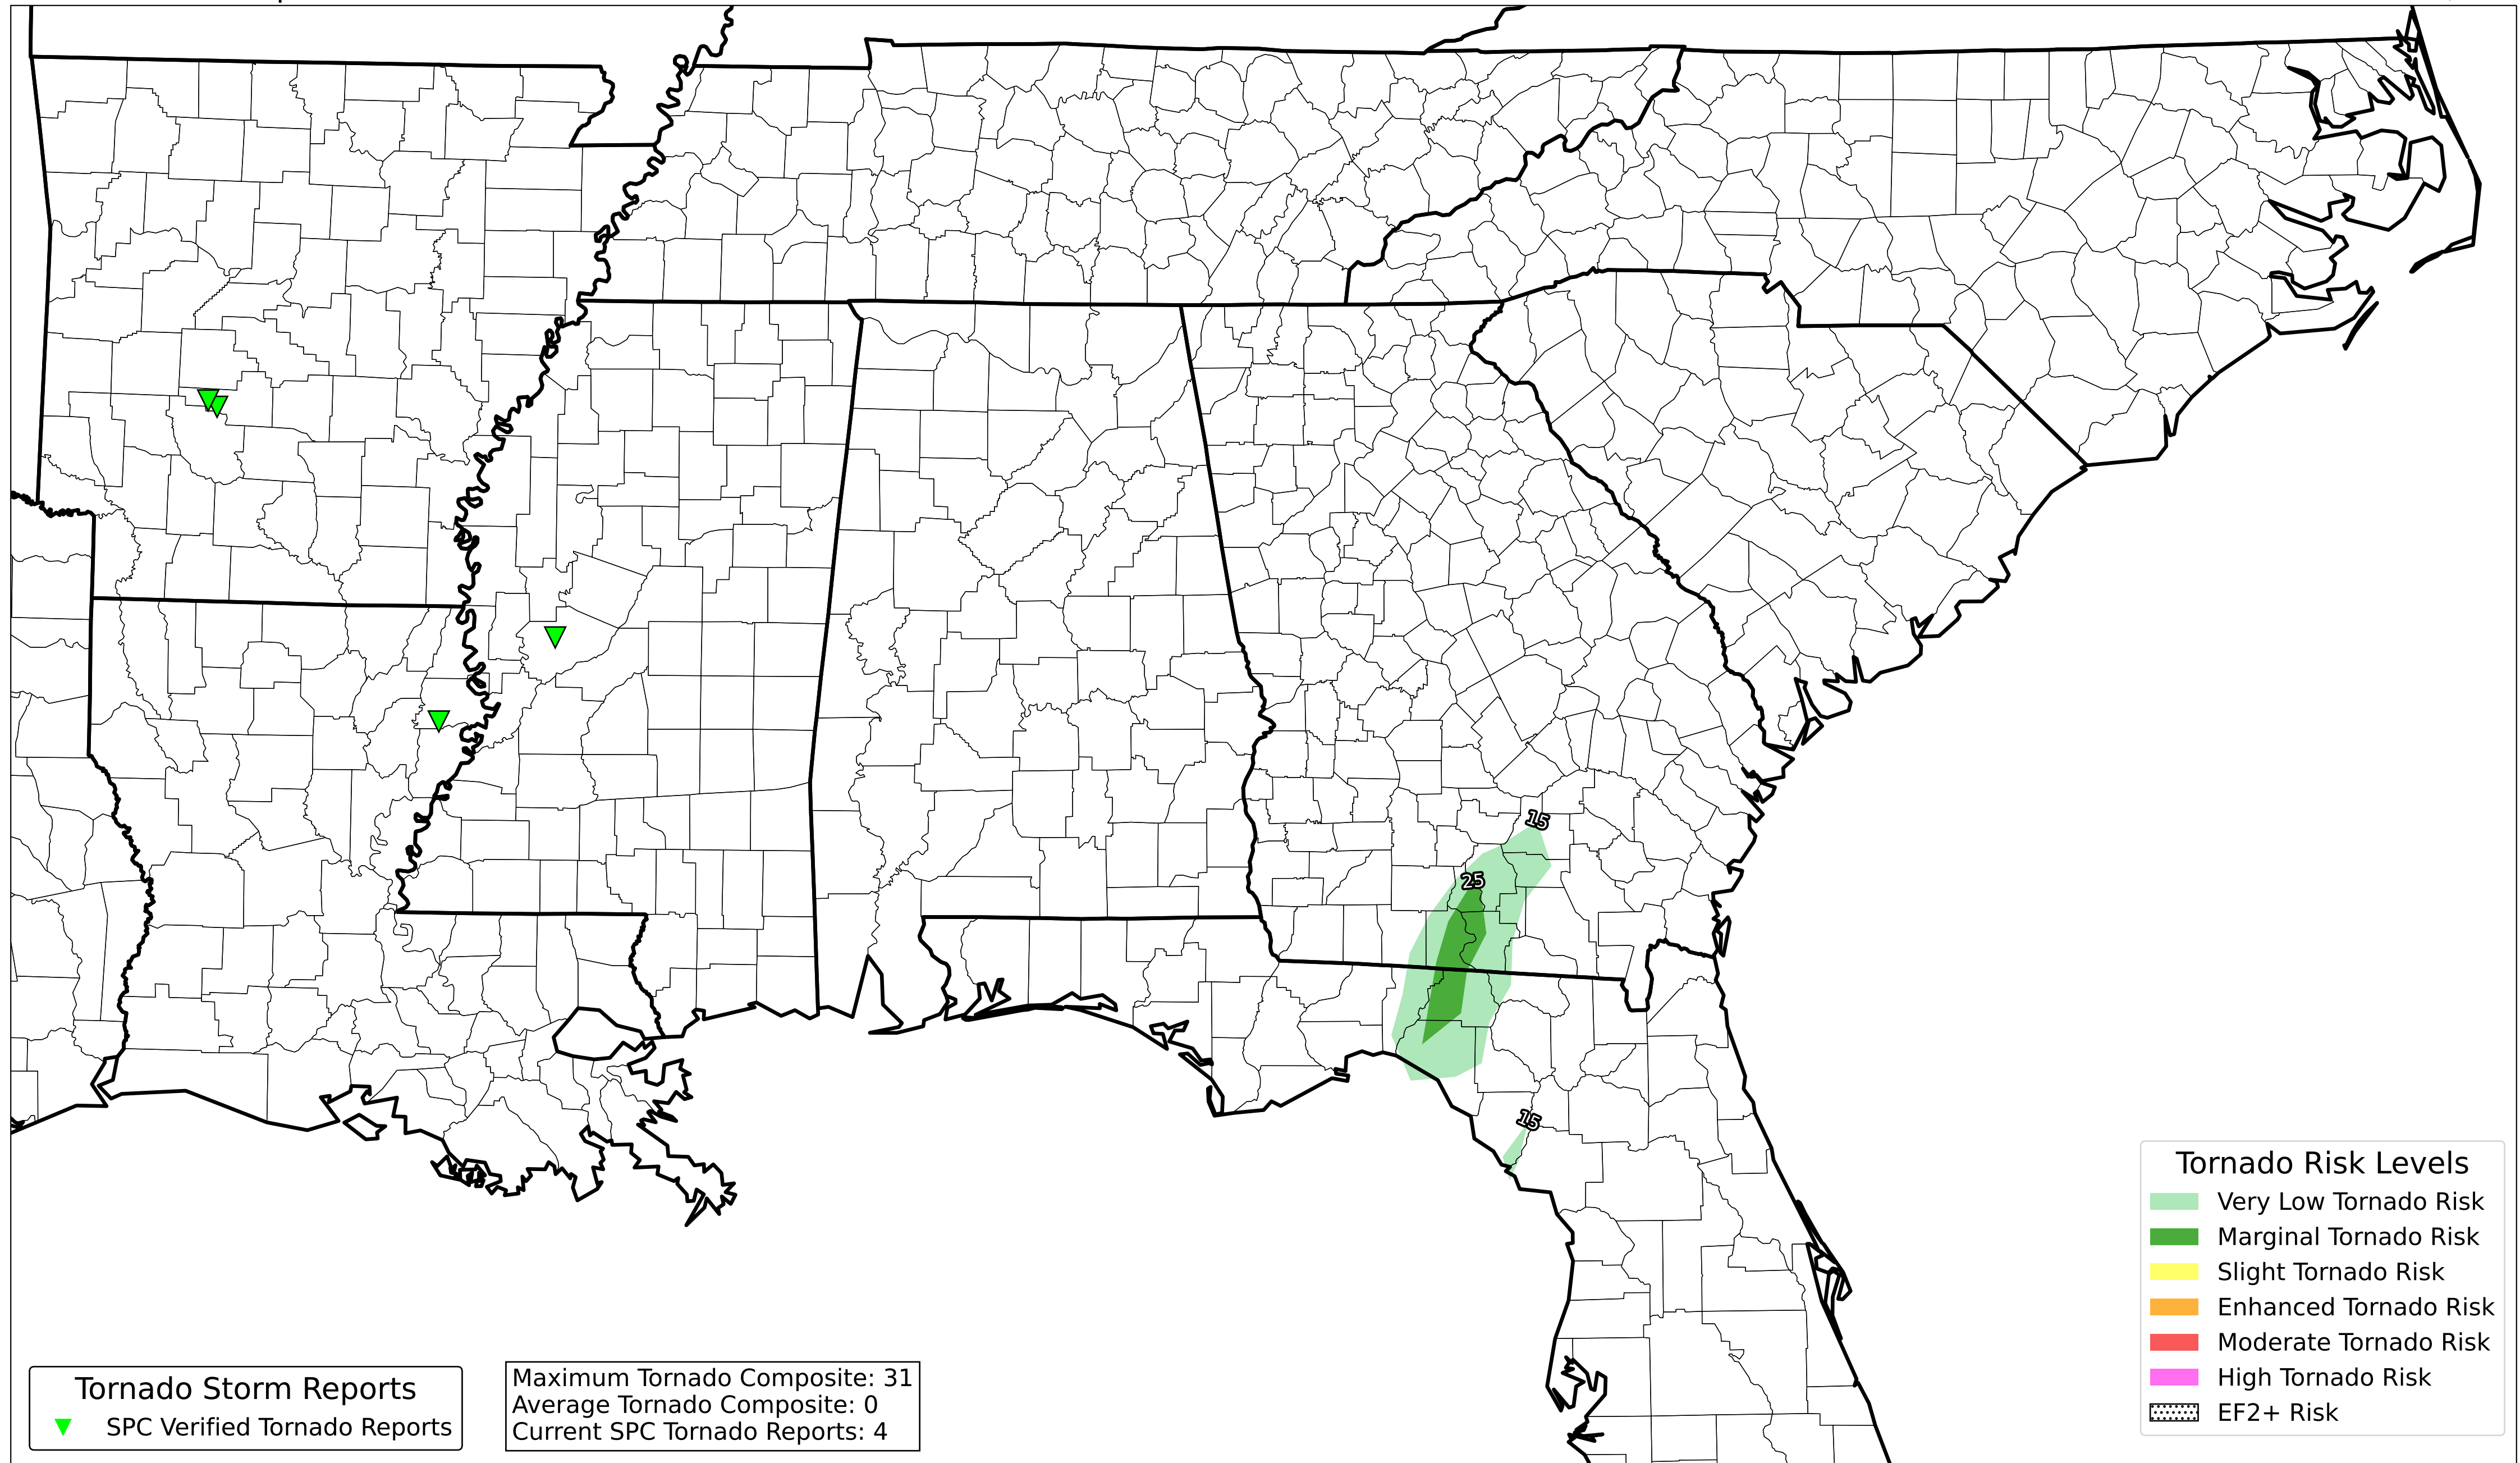 15
25
15
Tornado Risk Levels
Very Low Tornado Risk
Marginal Tornado Risk
Slight Tornado Risk
Enhanced Tornado Risk
Moderate Tornado Risk
High Tornado Risk
EF2+ Risk
Tornado Storm Reports
SPC Verified Tornado Reports
Maximum Tornado Composite: 31
Average Tornado Composite: 0
Current SPC Tornado Reports: 4